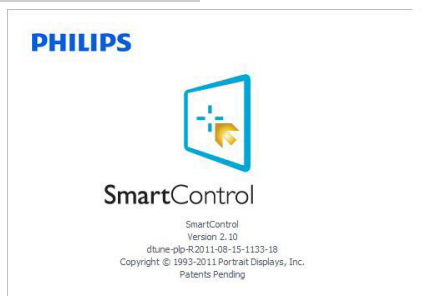 PHILIPS
SmartControl
SmartControl
Version 2.10
dtune-plp-R2011-08-15-1133-18
Copyright © 1993-2011 Portrait Displays, Inc.
Patents Pending